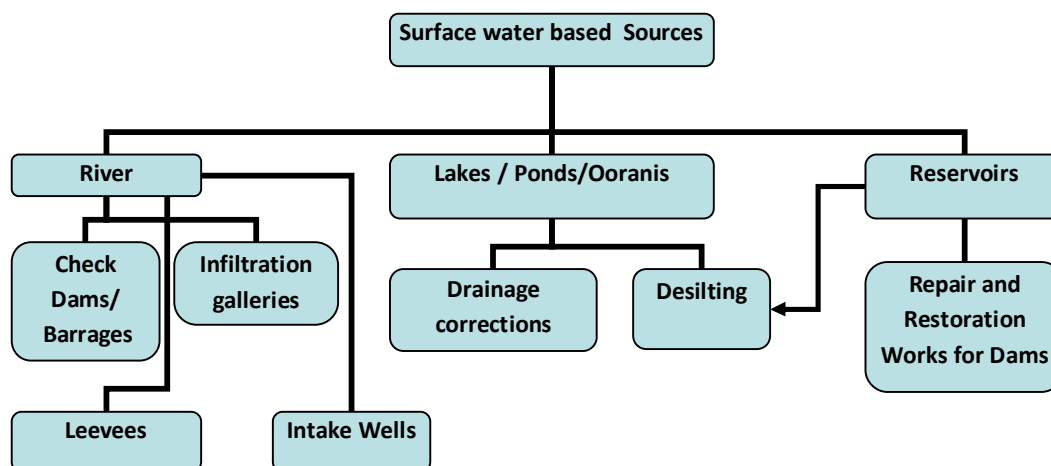 Surface water based Sources
River
Lakes / Ponds/Ooranis
Reservoirs
Check
Dams/
Barrages
Infiltration
galleries
Drainage
corrections
Desilting
Repair and
Restoration
Works for Dams
Leevees
Intake Wells